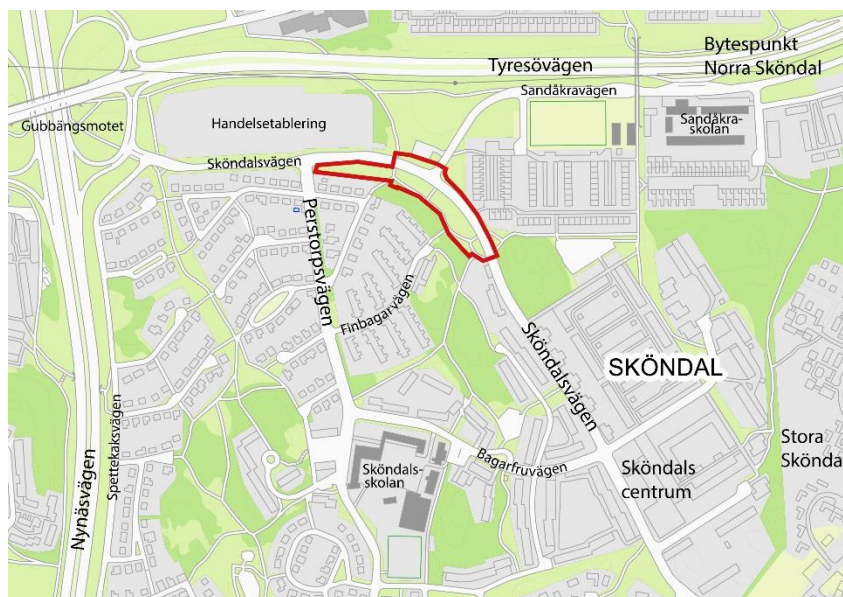 Bytespunkt
Norra Sköndal
Tyresövägen
Sandåkravägen
Gubbängsmotet
Handelsetablering
Sandåkra-
skolan
Sköndalsvägen
Perstorpsvägen
Finbagarvägen
Sköndalsvägen
SKÖNDAL
Spettekaksvägen
Nynäsvägen
Stora
Skönda
Bagarfruvägen
Sköndals-
skolan
Sköndals
centrum